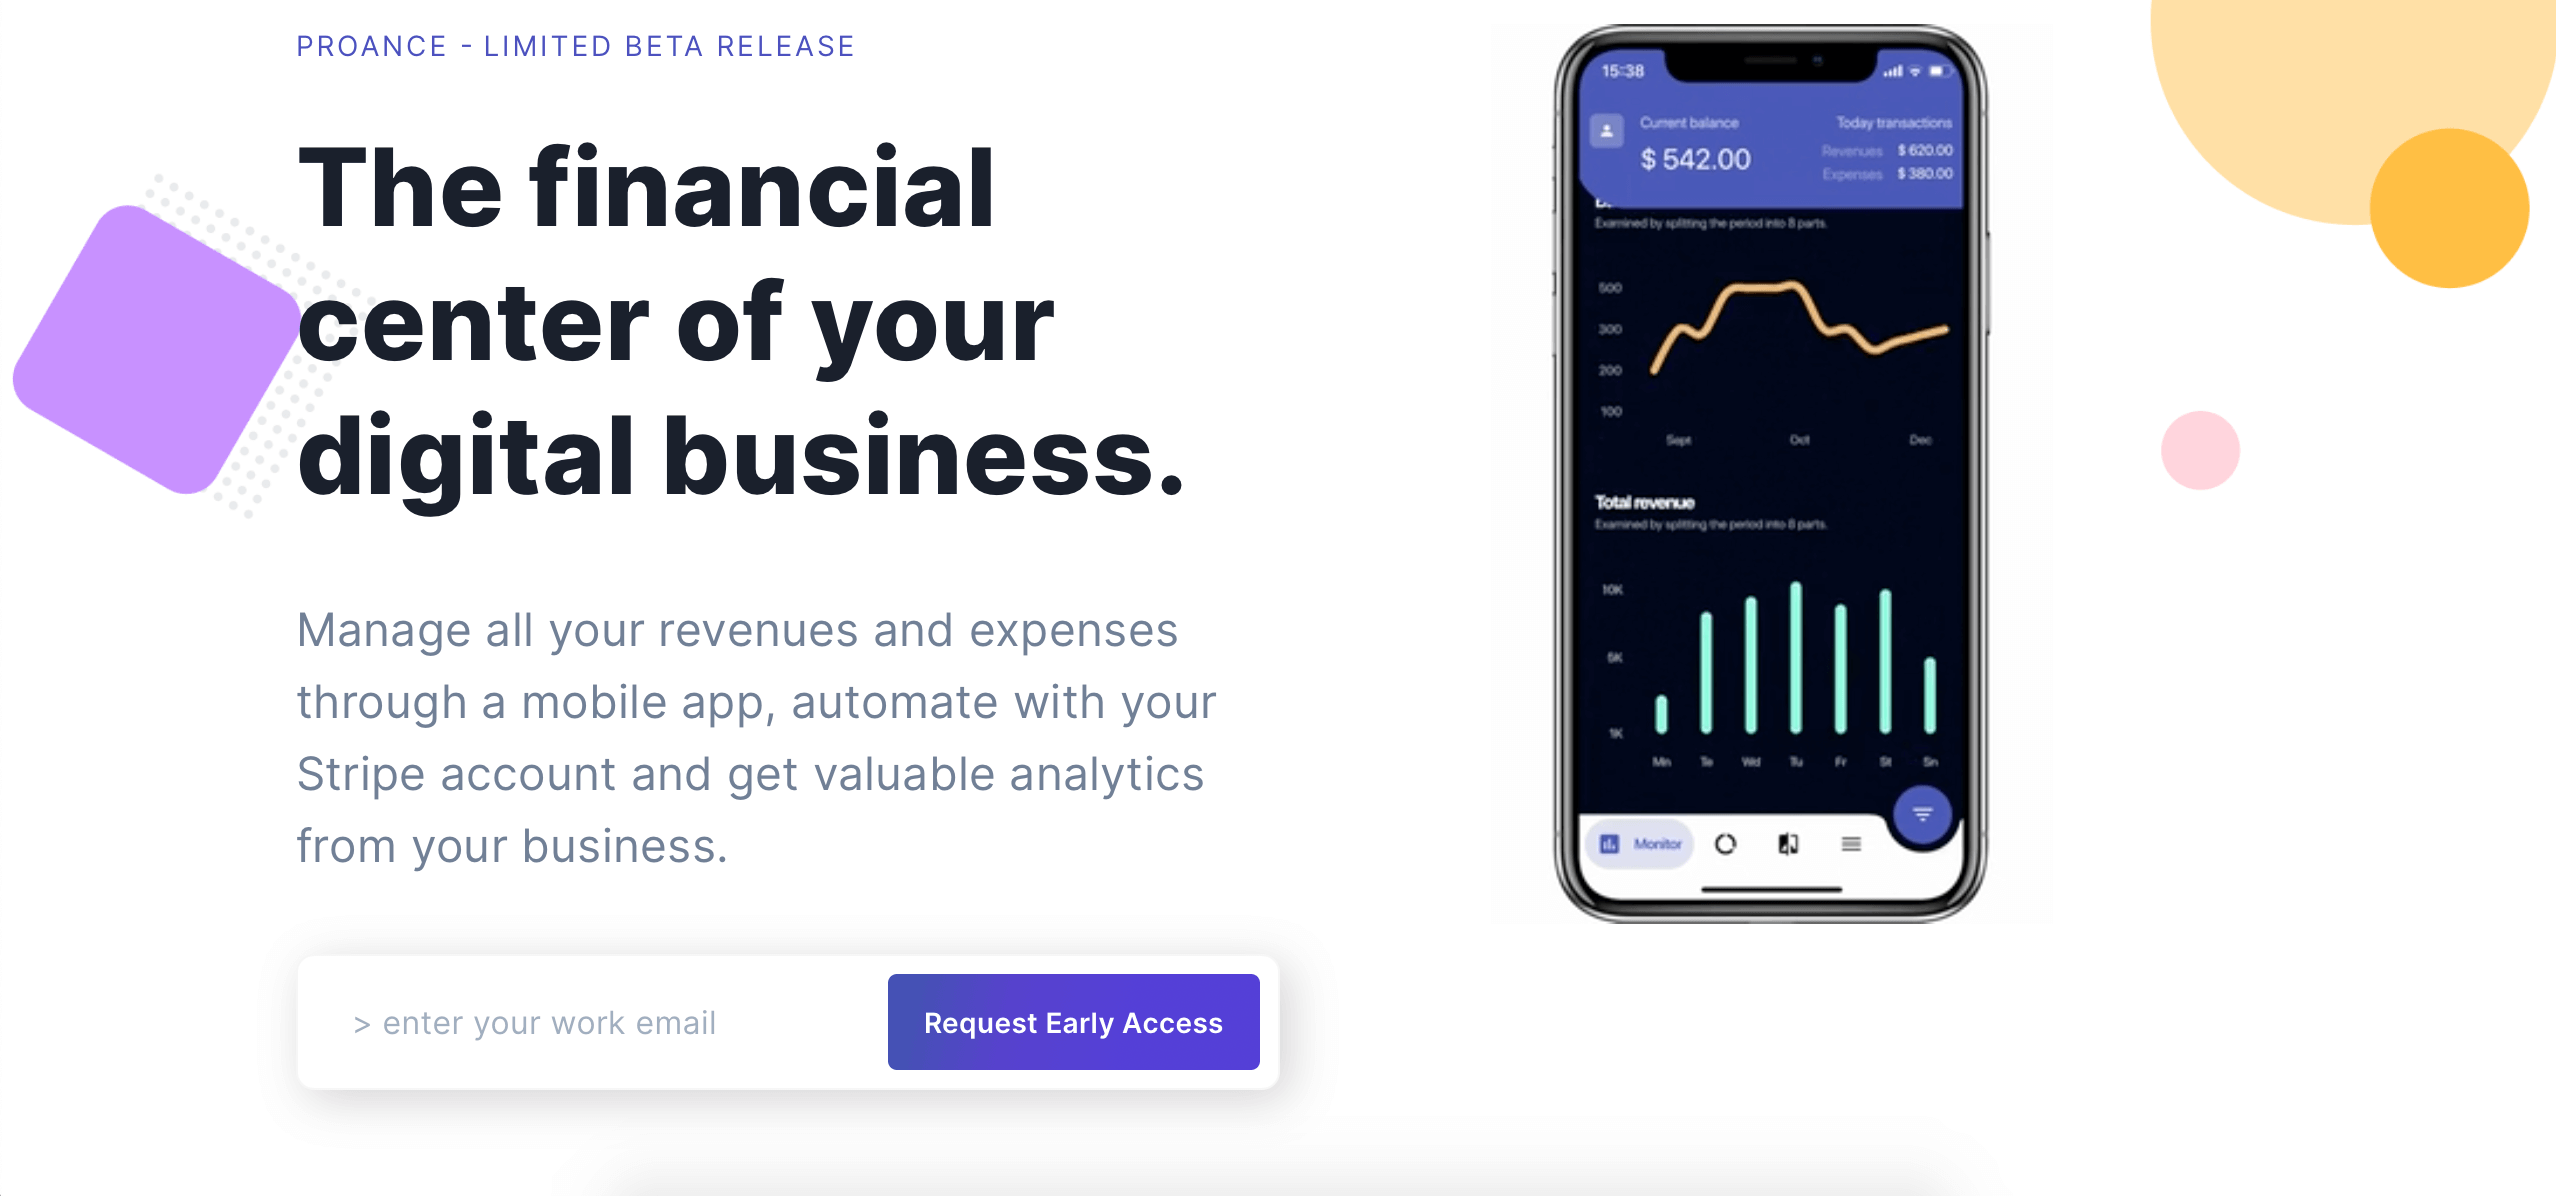 PROANCE - LIMITED BETA RELEASE
The financial
center of your
digital business.
Manage all your revenues and expenses
through a mobile app, automate with your
Stripe account and get valuable analytics
from your business.
> enter your work email
Request Early Access
15:38
Current balance
$ 542.00
Today transactions
Revenues $ 620.00
Expenses $ 380.00
Examined by splitting the period into 8 parts.
500
300
200
100
Sept Oct Dec
Total revenue
Examined by splitting the period into 8 parts.
10K
5K
1K
Mn Te Wd Tu Fr St Sn
Monitor